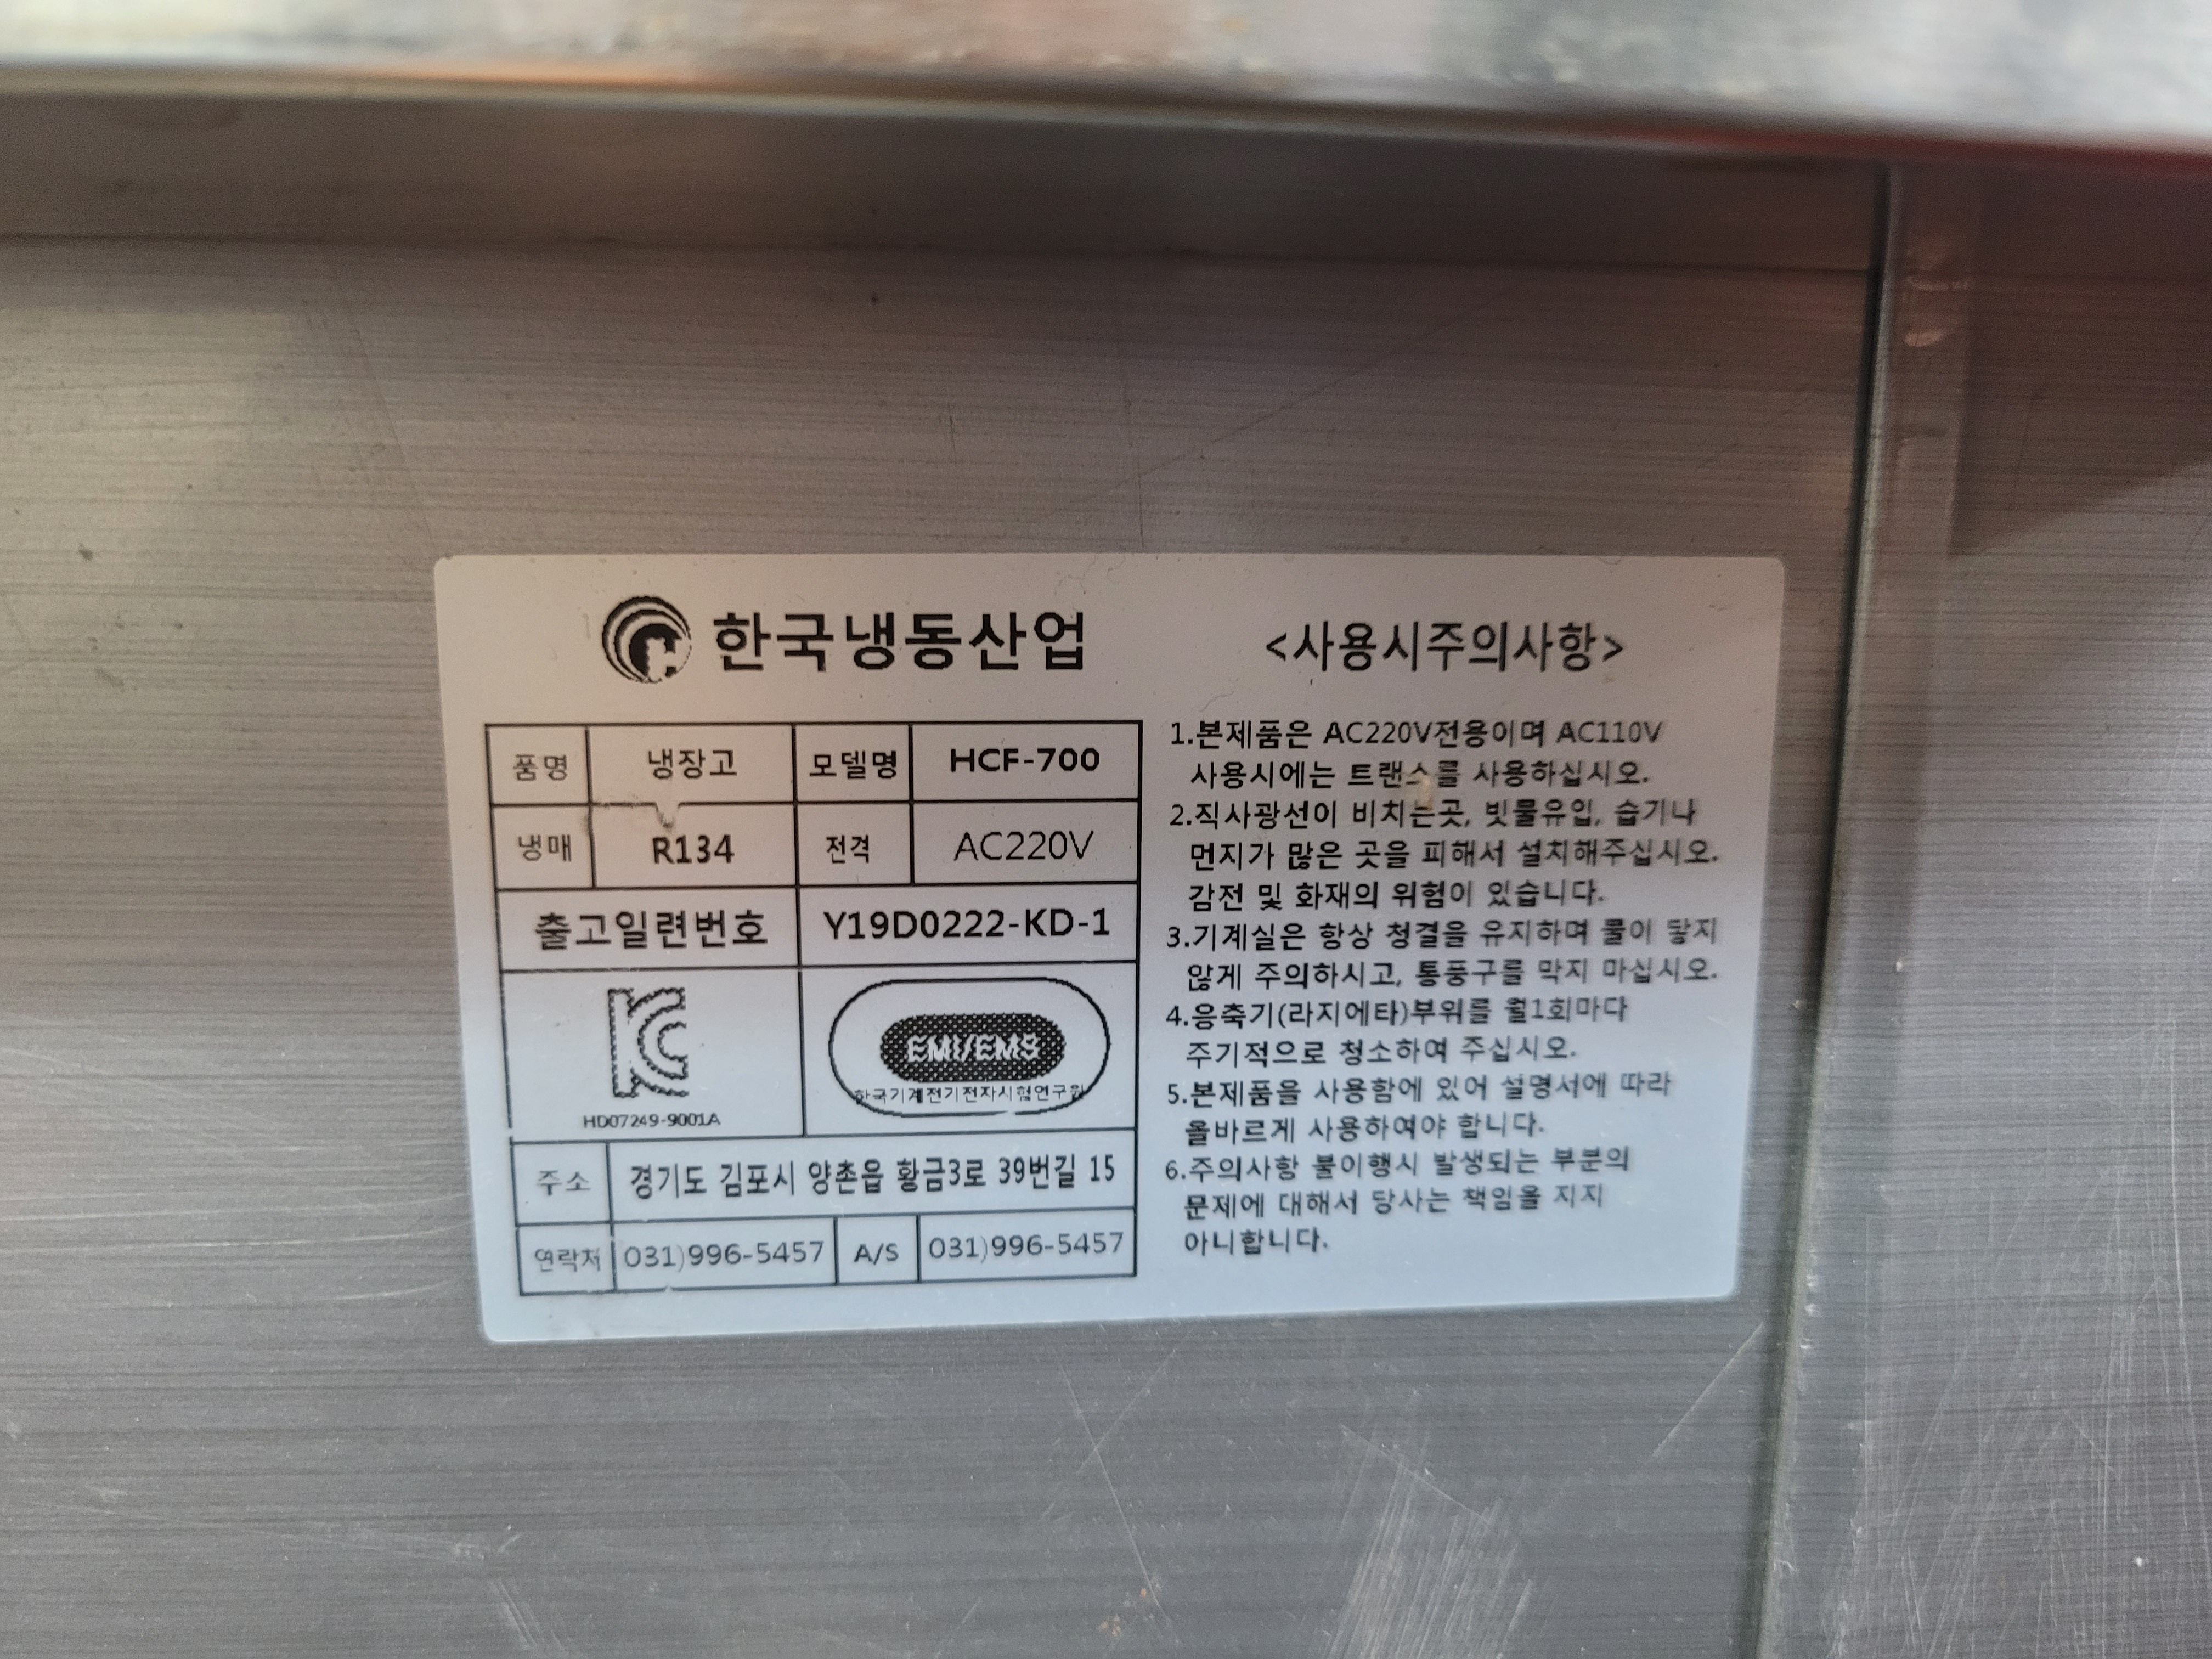 한국냉동산업
품명 냉장고 모델명 HCF-700
냉매 R134 전격 AC220V
출고일련번호 Y19D0222-KD-1
HD07249-9001A
EMI/EMS
한국기계전기전자시험연구원
주소 경기도 김포시 양촌읍 황금3로 39번길 15
연락처 031)996-5457 A/S 031)996-5457
<사용시주의사항>
1.본제품은 AC220V전용이며 AC110V
사용시에는 트랜스를 사용하십시오.
2.직사광선이 비치는곳, 빗물유입, 습기나
먼지가 많은 곳을 피해서 설치해주십시오.
감전 및 화재의 위험이 있습니다.
3.기계실은 항상 청결을 유지하며 물이 닿지
않게 주의하시고, 통풍구를 막지 마십시오.
4.응축기(라지에타)부위를 월1회마다
주기적으로 청소하여 주십시오.
5.본제품을 사용함에 있어 설명서에 따라
올바르게 사용하여야 합니다.
6.주의사항 불이행시 발생되는 부분의
문제에 대해서 당사는 책임을 지지
아니합니다.